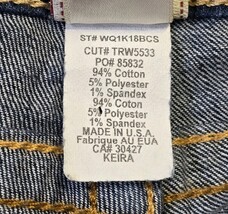 ST# WQ1K18BCS
CUT# TRW5533
PO# 85832
94% Cotton
5% Polyester
1% Spandex
94% Coton
5% Polyester
1% Spandex
MADE IN U.S.A.
Fabrique AU EUA
CA# 30427
KEIRA